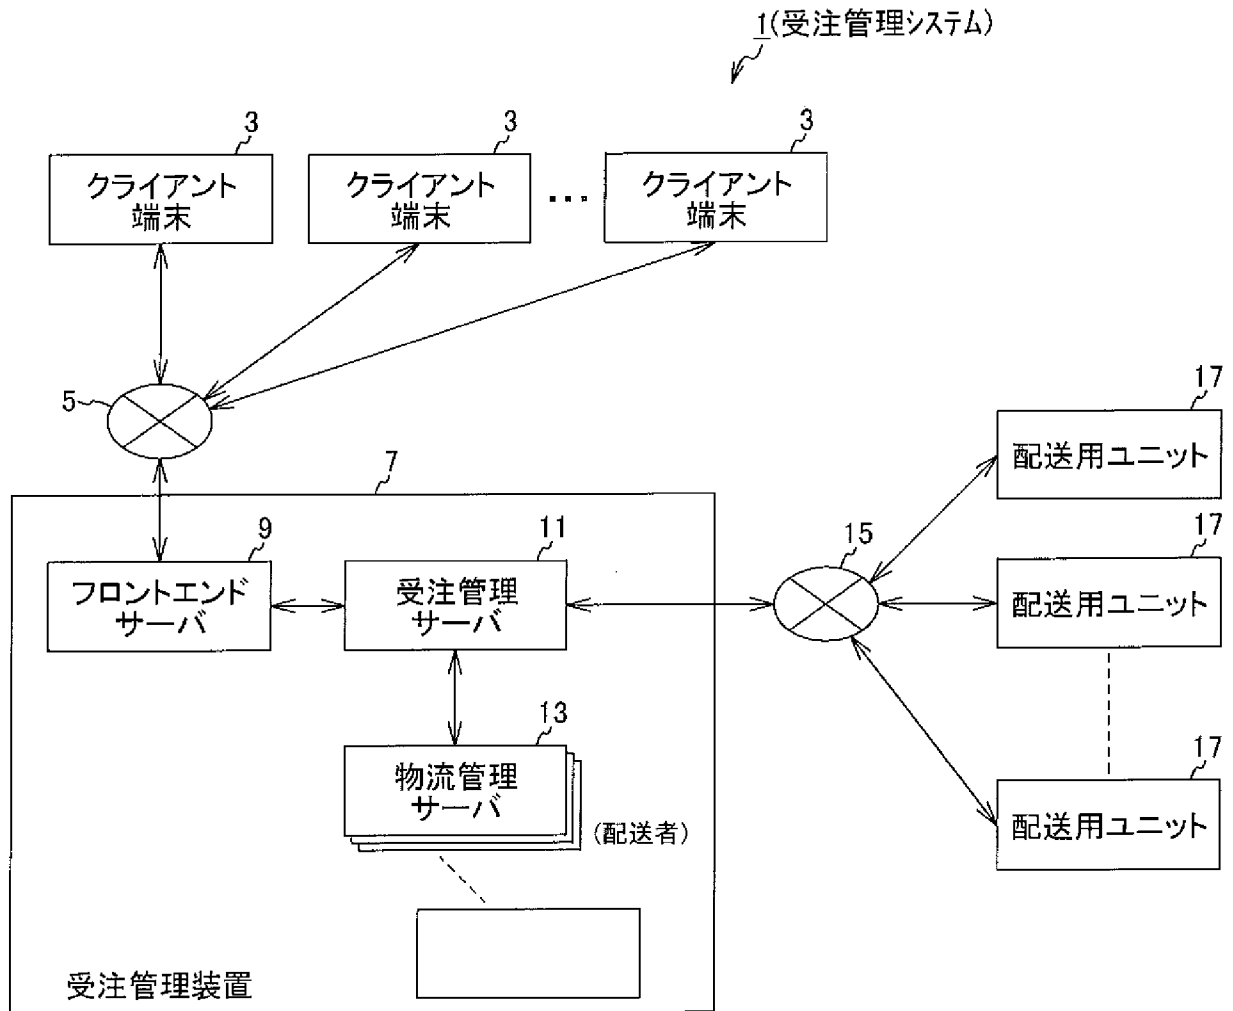 1(受注管理システム)
3
3
3
クライアント
端末
クライアント
端末
...
クライアント
端末
5
17
配送用ユニット
7
9
11
15
17
フロントエンド
サーバ
受注管理
サーバ
配送用ユニット
13
17
物流管理
サーバ
(配送者)
配送用ユニット
受注管理装置